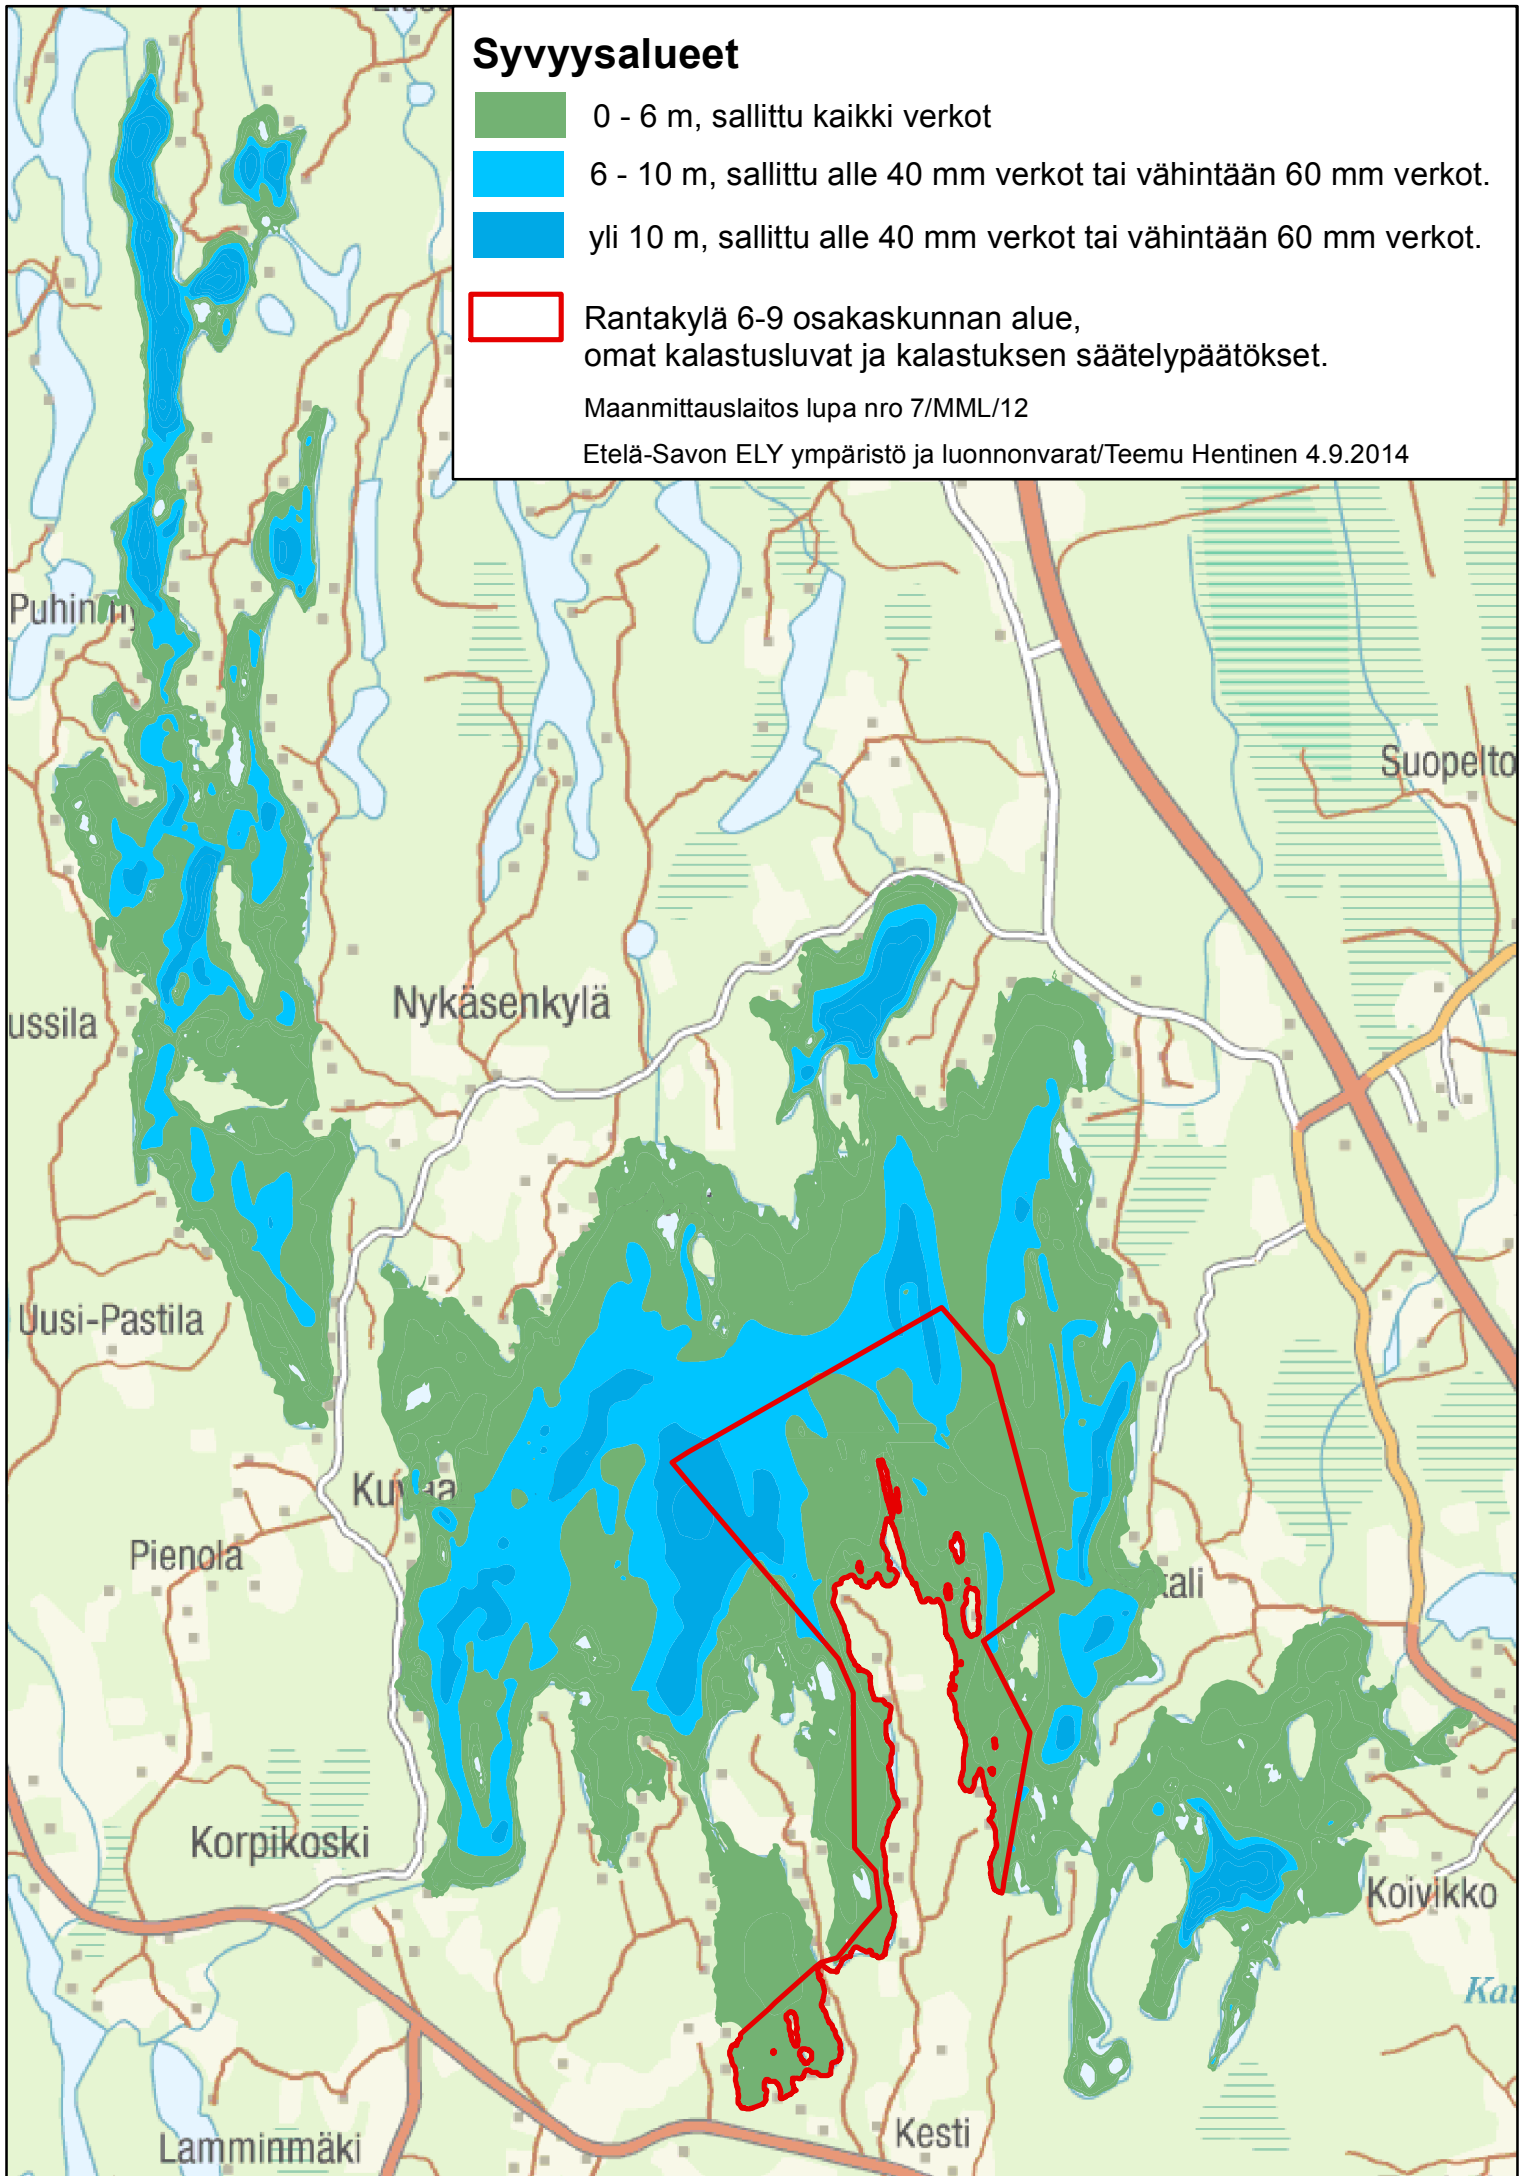 Syvyysalueet
0 - 6 m, sallittu kaikki verkot
6 - 10 m, sallittu alle 40 mm verkot tai vähintään 60 mm verkot.
yli 10 m, sallittu alle 40 mm verkot tai vähintään 60 mm verkot.
Rantakylä 6-9 osakaskunnan alue,
omat kalastusluvat ja kalastuksen säätelypäätökset.
Maanmittauslaitos lupa nro 7/MML/12
Etelä-Savon ELY ympäristö ja luonnonvarat/Teemu Hentinen 4.9.2014
Suopelto
Nykäsenkylä
ussila
Uusi-Pastila
Pienola
Korpikoski
Koivikko
Kesti
Lamminmäki